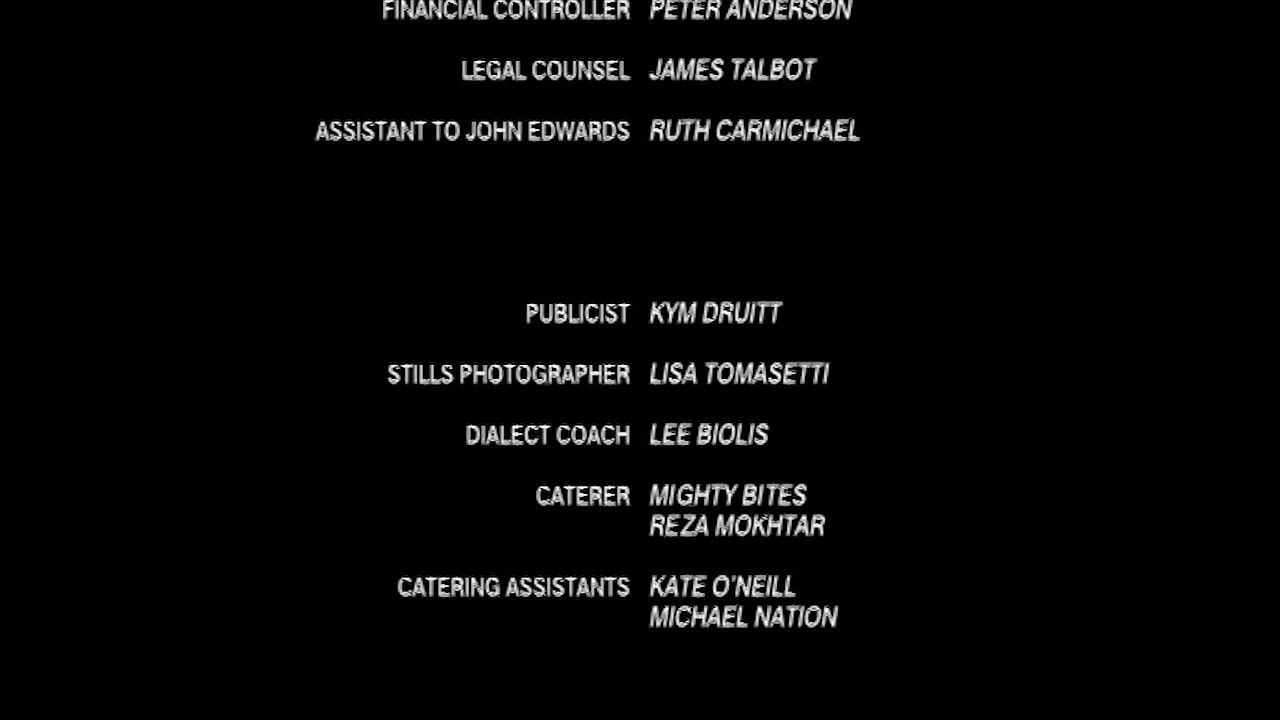 FINANCIAL CONTROLLER PETER ANDERSON
LEGAL COUNSEL JAMES TALBOT
ASSISTANT TO JOHN EDWARDS RUTH CARMICHAEL
PUBLICIST KYM DRUITT
STILLS PHOTOGRAPHER LISA TOMASETTI
DIALECT COACH LEE BIOLIS
CATERER MIGHTY BITES
REZA MOKHTAR
CATERING ASSISTANTS KATE O'NEILL
MICHAEL NATION